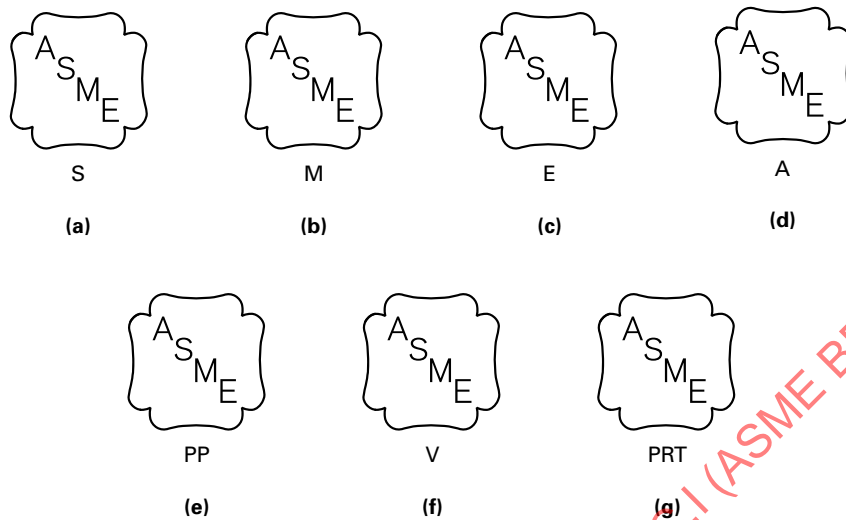 ASME ASME ASME ASME
S M E A
(a) (b) (c) (d)
ASME ASME ASME
PP V PRT
(e) (f) (g)
I (ASME B